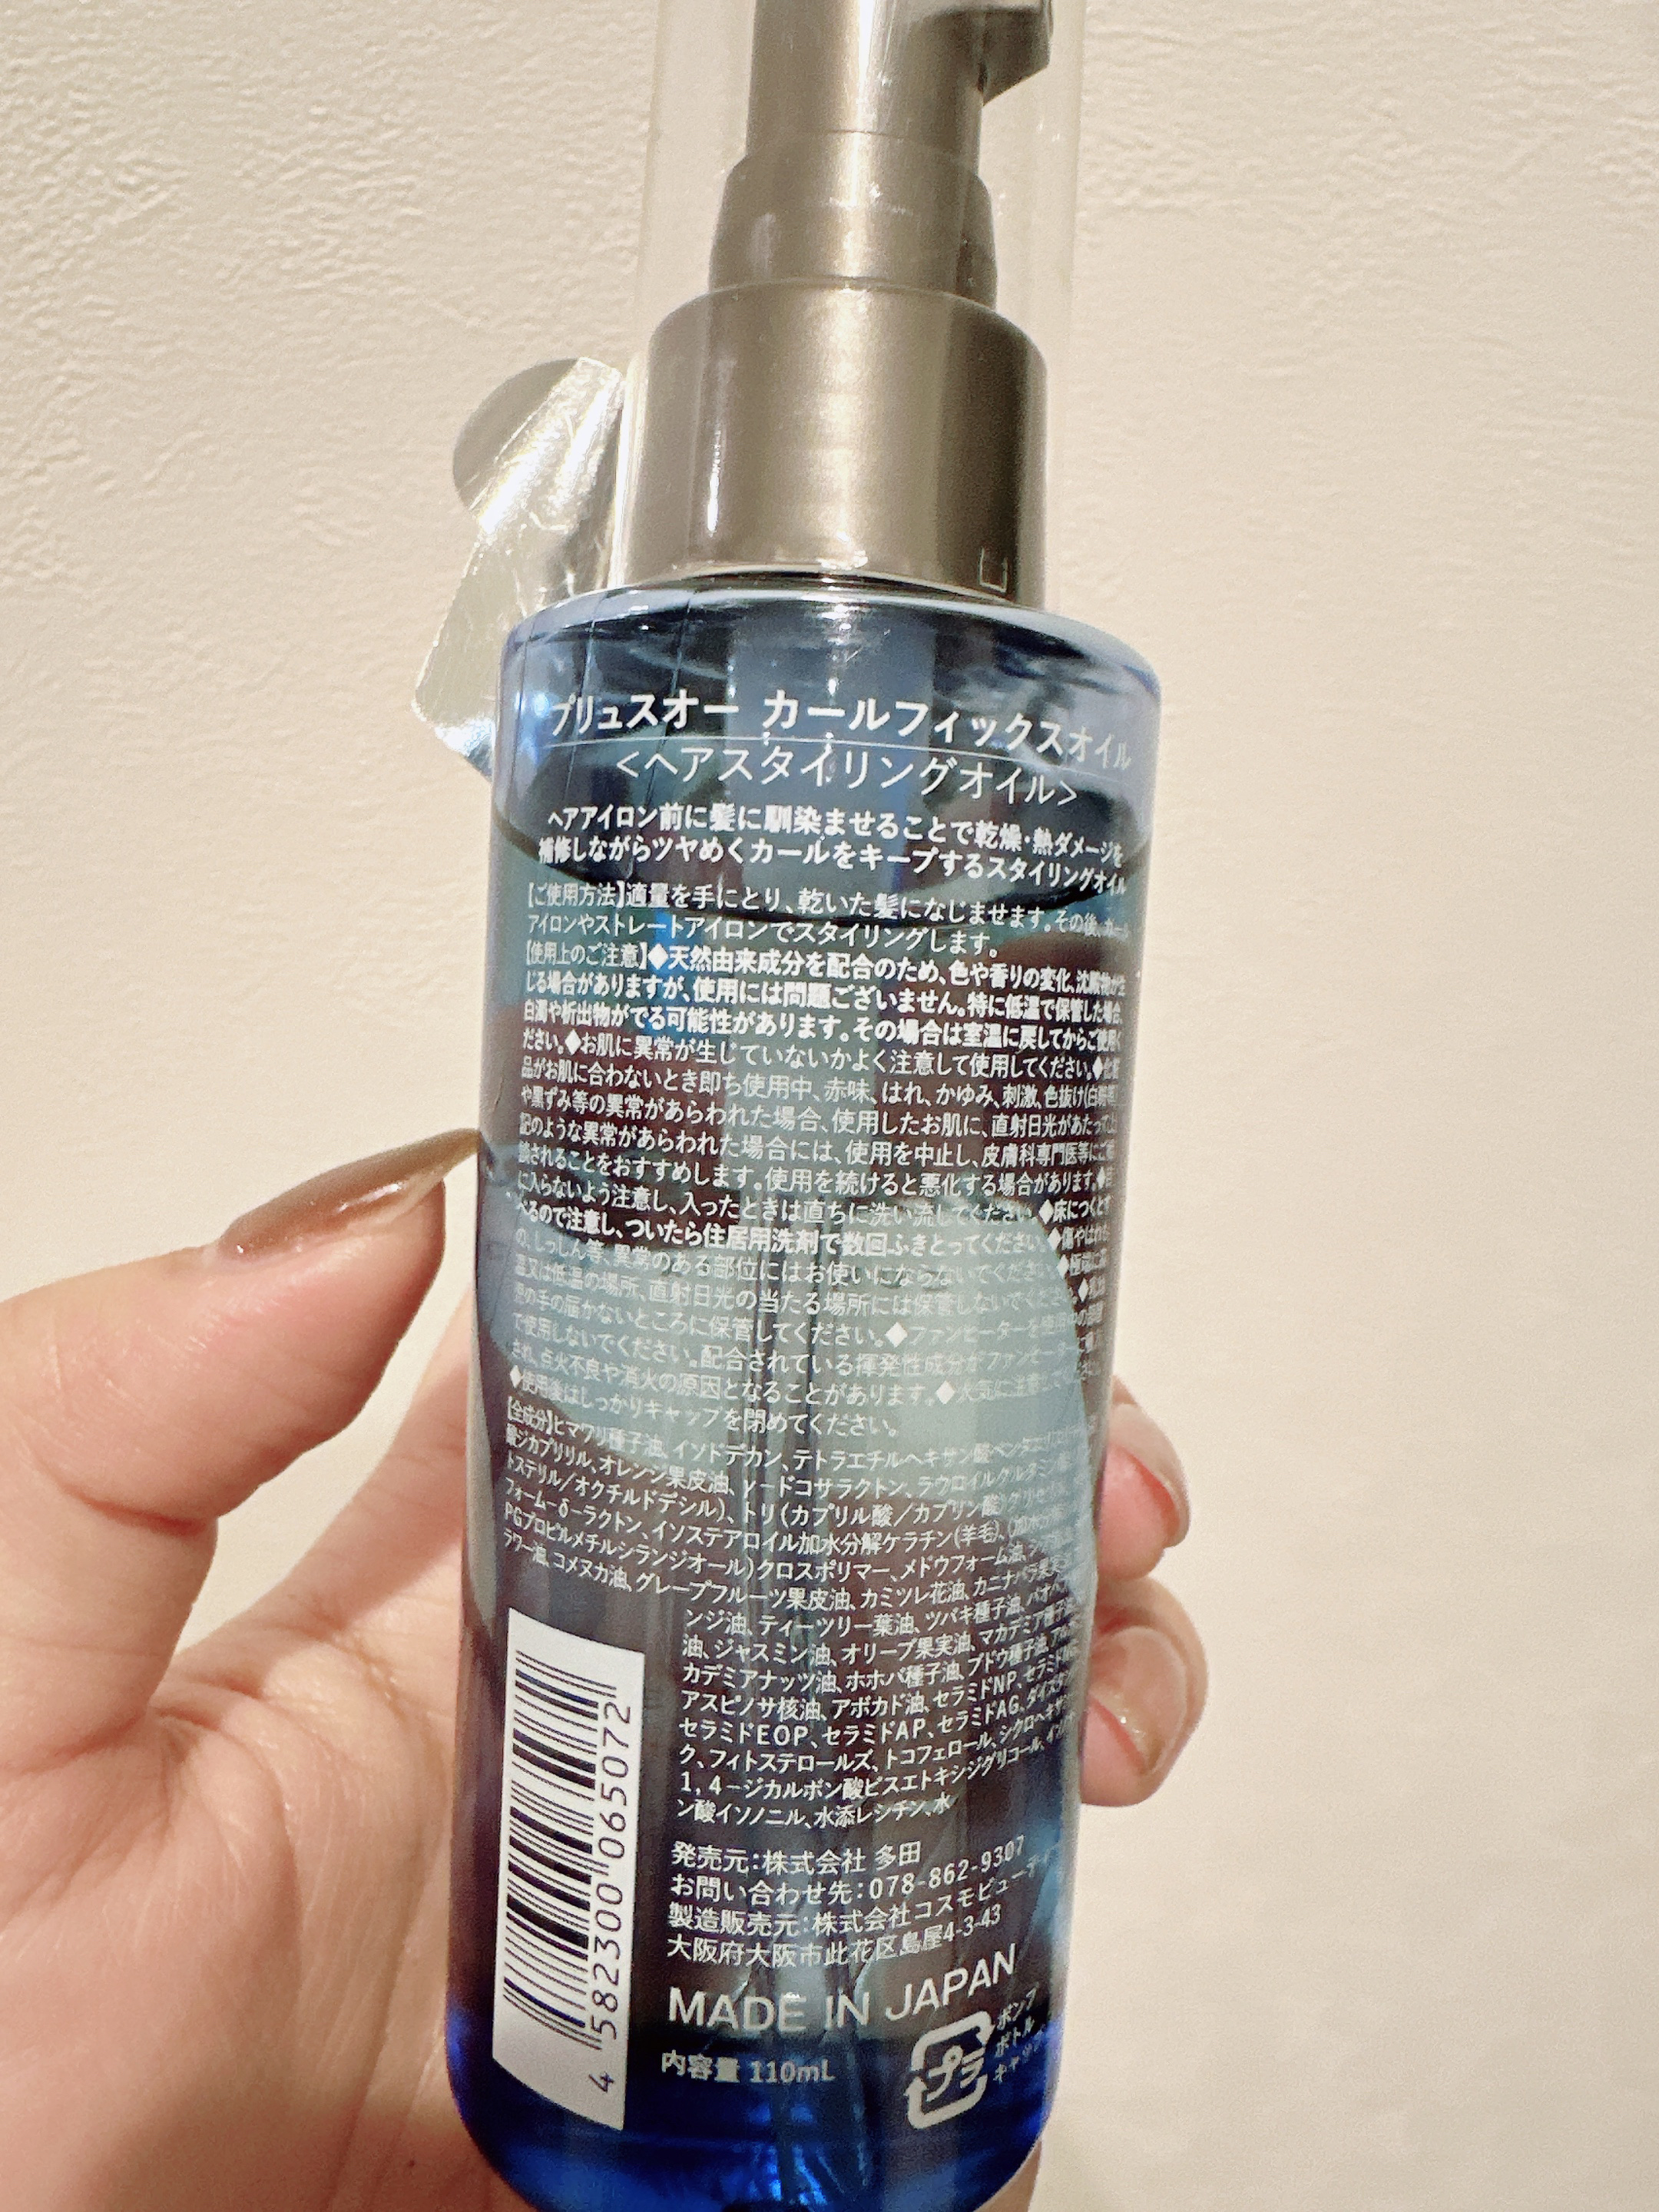 プリュスオー カールフィックスオイル
<ヘアスタイリングオイル>
ヘアアイロン前に髪に馴染ませることで乾燥・熱ダメージを
補修しながらツヤめくカールをキープするスタイリングオイル
【ご使用方法】適量を手にとり、乾いた髪になじませます。その後、カール
アイロンやストレートアイロンでスタイリングします。
【使用上のご注意】◆天然由来成分を配合のため、色や香りの変化、沈殿物が生
じる場合がありますが、使用には問題ございません。特に低温で保管した場合、
白濁や析出物がでる可能性があります。その場合は室温に戻してからご使用く
ださい。◆お肌に異常が生じていないかよく注意して使用してください。◆化粧
品がお肌に合わないとき即ち使用中、赤味、はれ、かゆみ、刺激、色抜け(白斑等)
や黒ずみ等の異常があらわれた場合、使用したお肌に、直射日光があたって上
記のような異常があらわれた場合には、使用を中止し、皮膚科専門医等にご相
談されることをおすすめします。使用を続けると悪化する場合があります。◆目
に入らないよう注意し、入ったときは直ちに洗い流してください。◆床につくとす
べるので注意し、ついたら住居用洗剤で数回ふきとってください。◆傷やはれも
の、しっしん等、異常のある部位にはお使いにならないでください。◆極端に高
温又は低温の場所、直射日光の当たる場所には保管しないでください。◆乳幼
児の手の届かないところに保管してください。◆ファンヒーターを使用中の部屋
で使用しないでください。配合されている揮発性成分がファンヒーター
され、点火不良や消火の原因となることがあります。◆火気に注意して
◆使用後はしっかりキャップを閉めてください。
【全成分】ヒマワリ種子油、イソドデカン、テトラエチルヘキサン酸ペンタエリスリチル
酸ジカプリリル、オレンジ果皮油、γ-ドコサラクトン、ラウロイルグルタミン酸
トステリル/オクチルドデシル)、トリ(カプリル酸/カプリン酸)グリセリル
フォーム-δ-ラクトン、イソステアロイル加水分解ケラチン(羊毛)、(加水分解
PGプロピルメチルシランジオール)クロスポリマー、メドウフォーム油、
ラワー油、コメヌカ油、グレープフルーツ果皮油、カミツレ花油、カニナバラ果実
ンジ油、ティーツリー葉油、ツバキ種子油、バオバブ
油、ジャスミン油、オリーブ果実油、マカデミア種子
カデミアナッツ油、ホホバ種子油、ブドウ種子油、
アスピノサ核油、アボカド油、セラミドNP、セラミド
セラミドEOP、セラミドAP、セラミドAG、ダイズ
ク、フィトステロールズ、トコフェロール、シクロヘキサン
1,4-ジカルボン酸ビスエトキシジグリコール、イソ
ン酸イソノニル、水添レシチン、水
4 582300 065072
発売元:株式会社 多田
お問い合わせ先:078-862-9307
製造販売元:株式会社コスモビューティー
大阪府大阪市此花区島屋4-3-43
MADE IN JAPAN
内容量 110mL
プラ
ポンプ
ボトル
キャップ